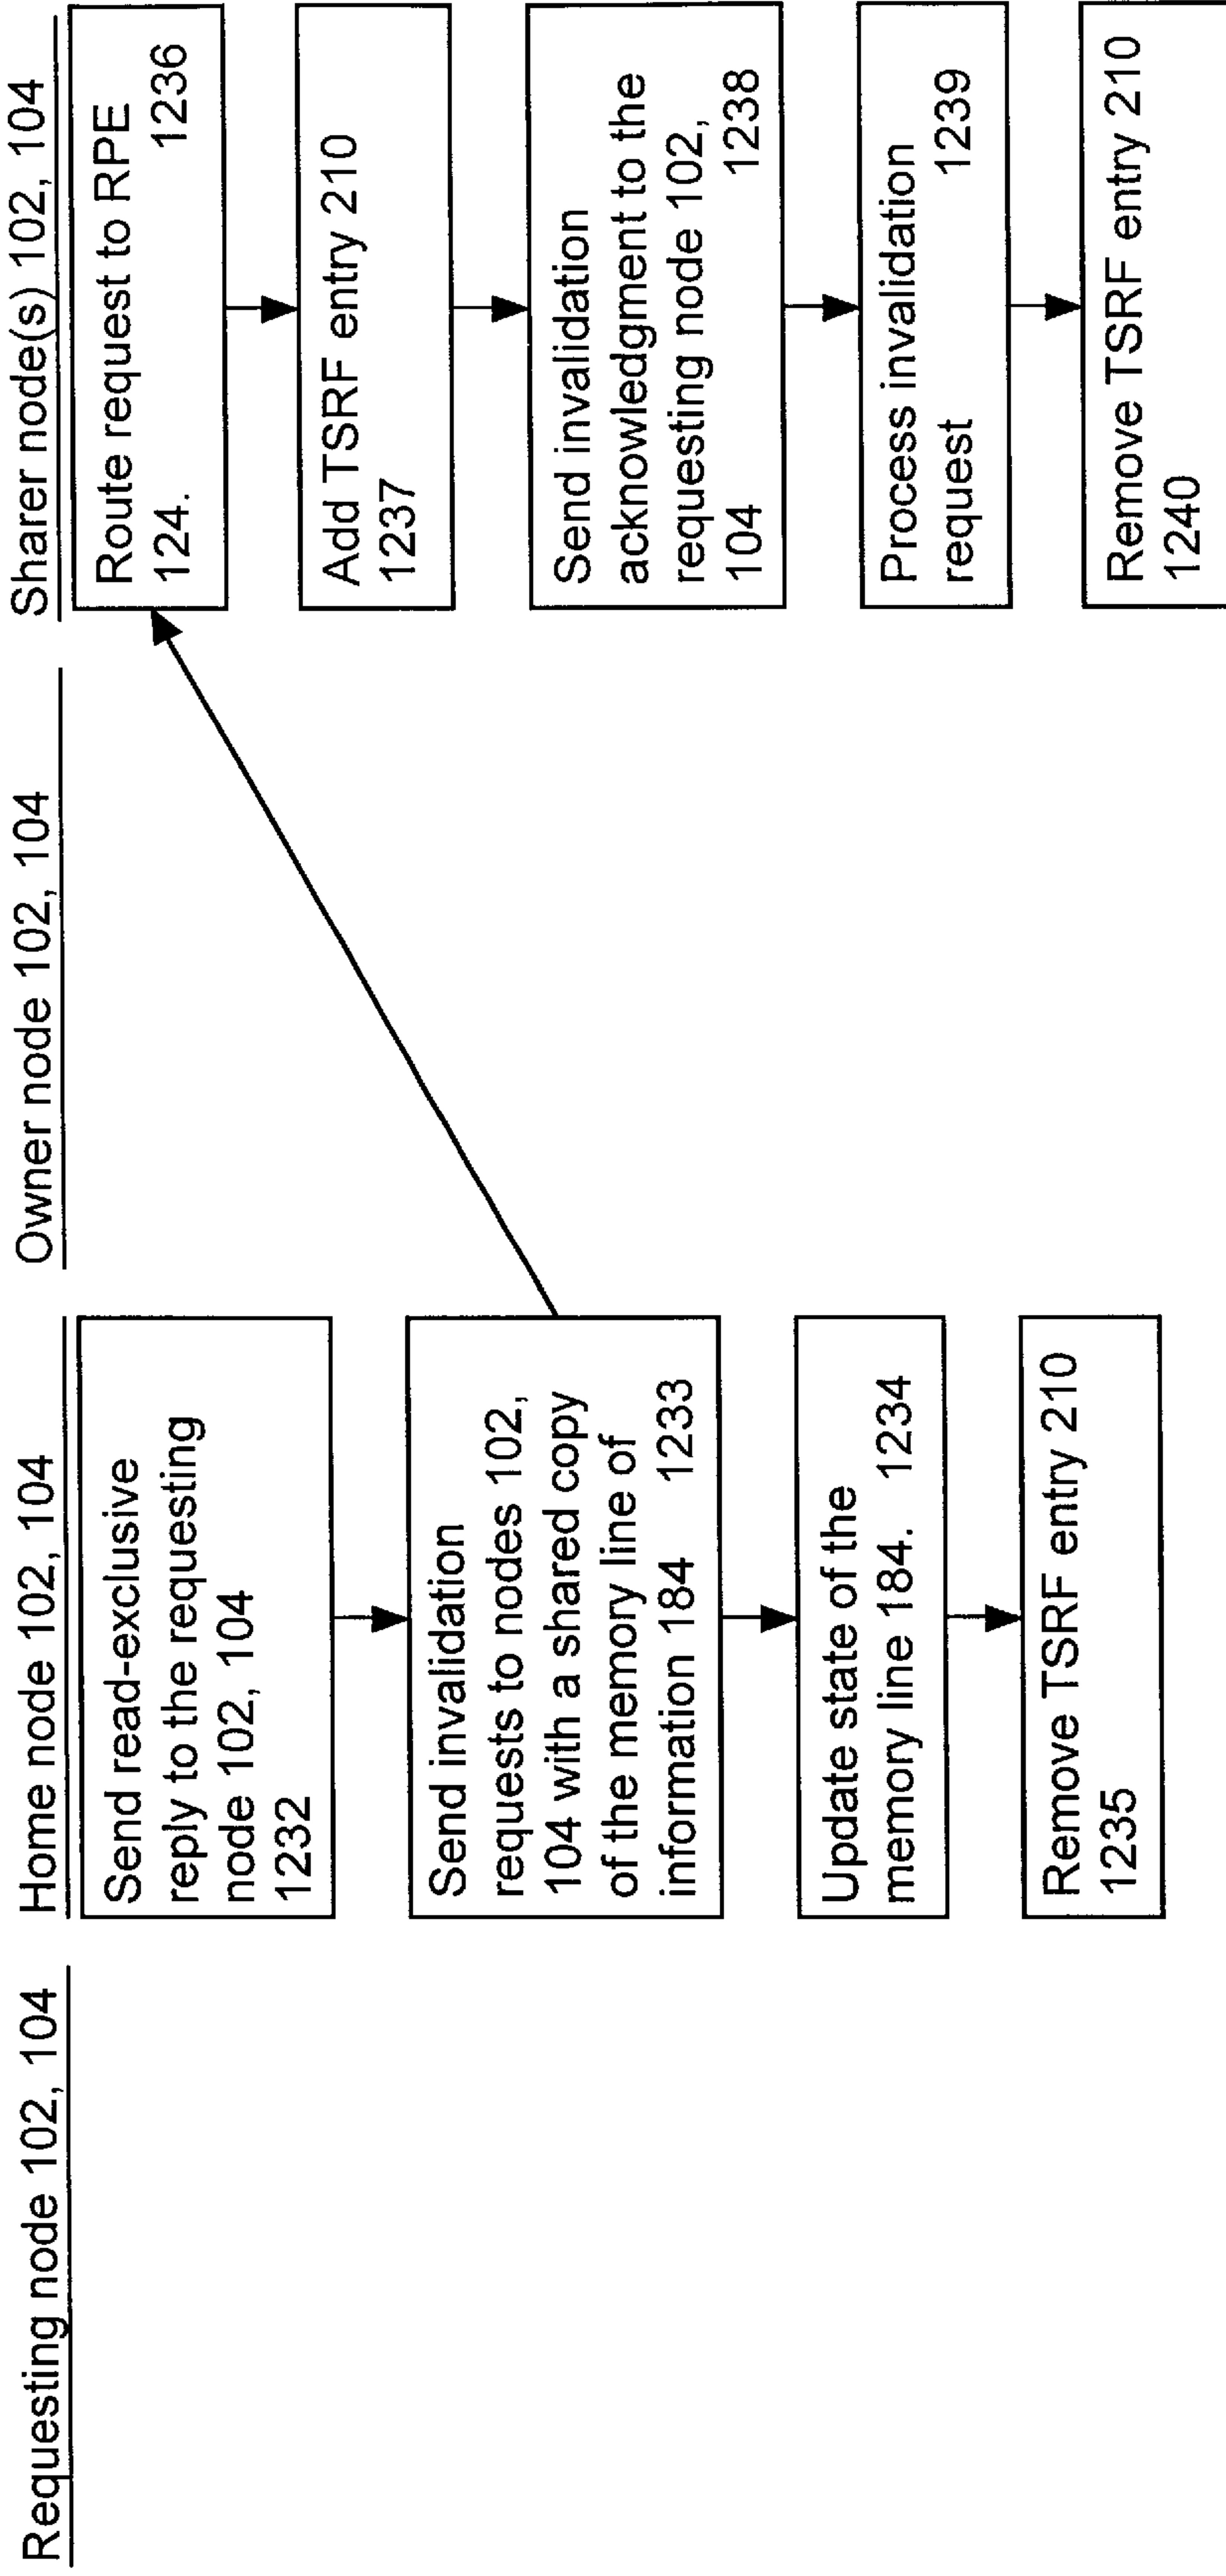 Requesting node 102, 104
Home node 102, 104
Owner node 102, 104
Sharer node(s) 102, 104
Send read-exclusive
reply to the requesting
node 102, 104
1232
Send invalidation
requests to nodes 102,
104 with a shared copy
of the memory line of
information 184 1233
Update state of the
memory line 184. 1234
Remove TSRF entry 210
1235
Route request to RPE
124. 1236
Add TSRF entry 210
1237
Send invalidation
acknowledgment to the
requesting node 102,
104 1238
Process invalidation
request 1239
Remove TSRF entry 210
1240